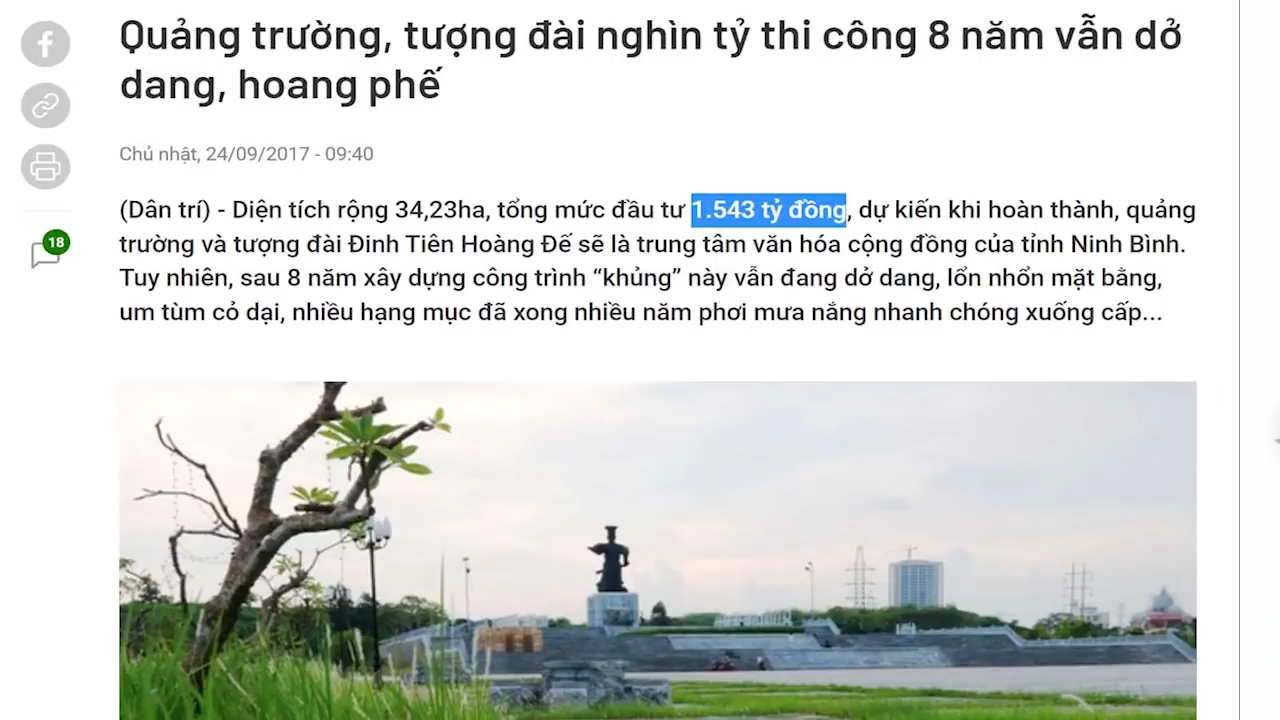 Quảng trường, tượng đài nghìn tỷ thi công 8 năm vẫn dở
dang, hoang phế
Chủ nhật, 24/09/2017 - 09:40
(Dân trí) - Diện tích rộng 34,23ha, tổng mức đầu tư 1.543 tỷ đồng, dự kiến khi hoàn thành, quảng
trường và tượng đài Đinh Tiên Hoàng Đế sẽ là trung tâm văn hóa cộng đồng của tỉnh Ninh Bình.
Tuy nhiên, sau 8 năm xây dựng công trình “khủng” này vẫn đang dở dang, lổn nhổn mặt bằng,
um tùm cỏ dại, nhiều hạng mục đã xong nhiều năm phơi mưa nắng nhanh chóng xuống cấp...
18